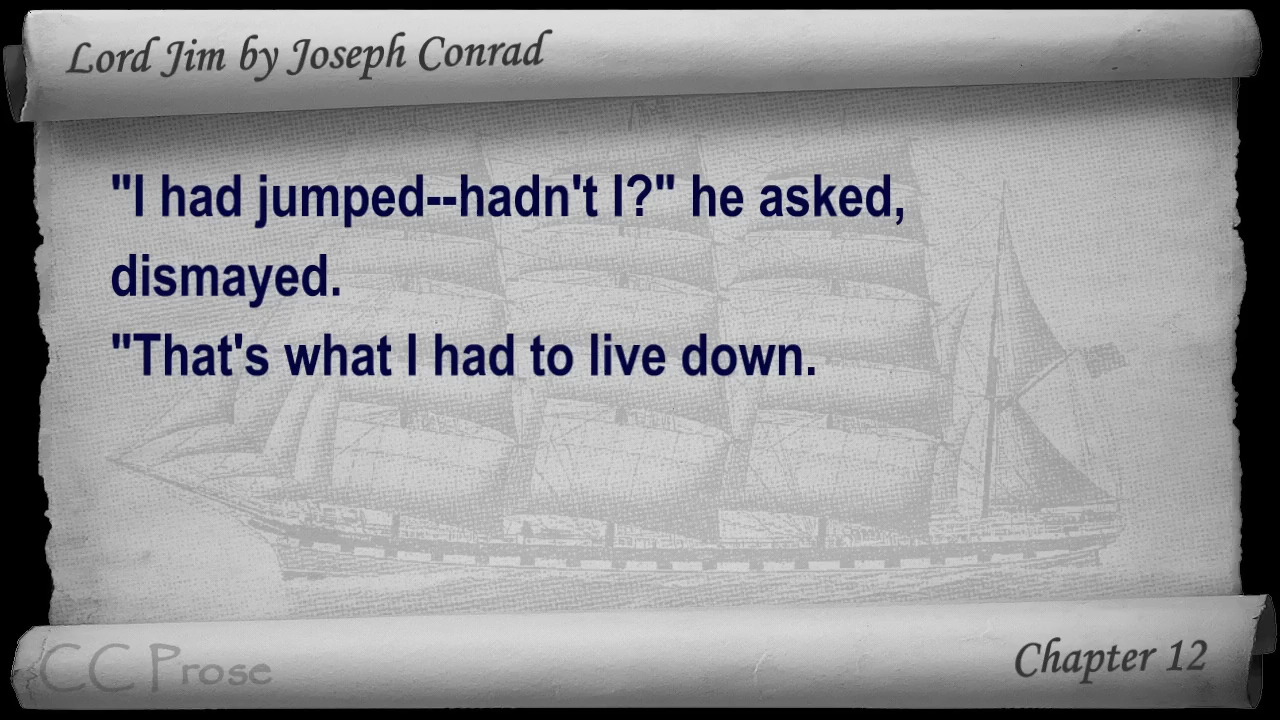 Lord Jim by Joseph Conrad
"I had jumped--hadn't I?" he asked,
dismayed.
"That's what I had to live down.
CC Prose
Chapter 12